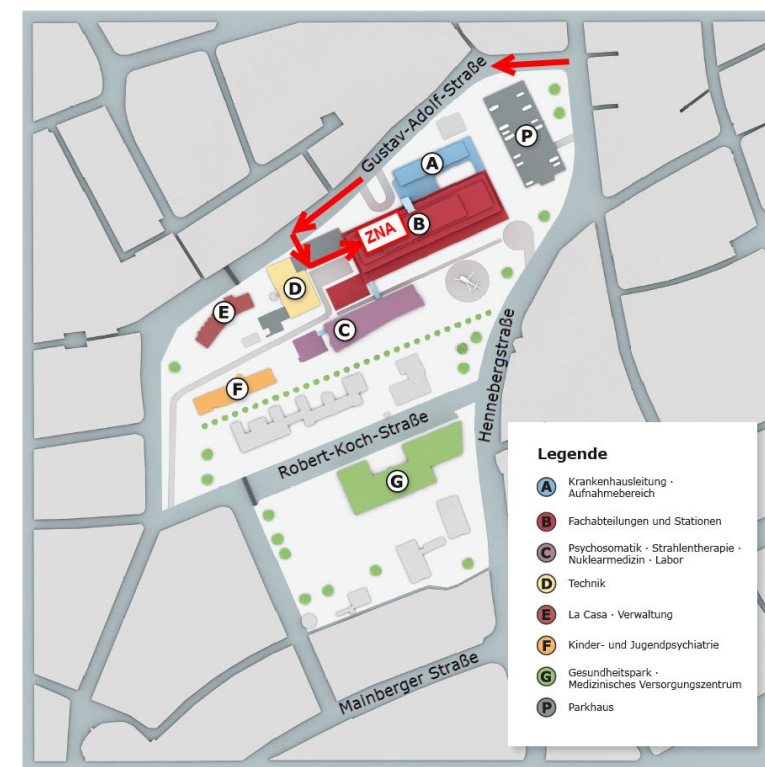 Gustav-Adolf-Straße
P
A
B
ZNA
D
E
C
F
Hennebergstraße
Robert-Koch-Straße
G
Mainberger Straße
Legende
A Krankenhausleitung ·
Aufnahmebereich
B Fachabteilungen und Stationen
C Psychosomatik · Strahlentherapie ·
Nuklearmedizin · Labor
D Technik
E La Casa · Verwaltung
F Kinder- und Jugendpsychiatrie
G Gesundheitspark ·
Medizinisches Versorgungszentrum
P Parkhaus